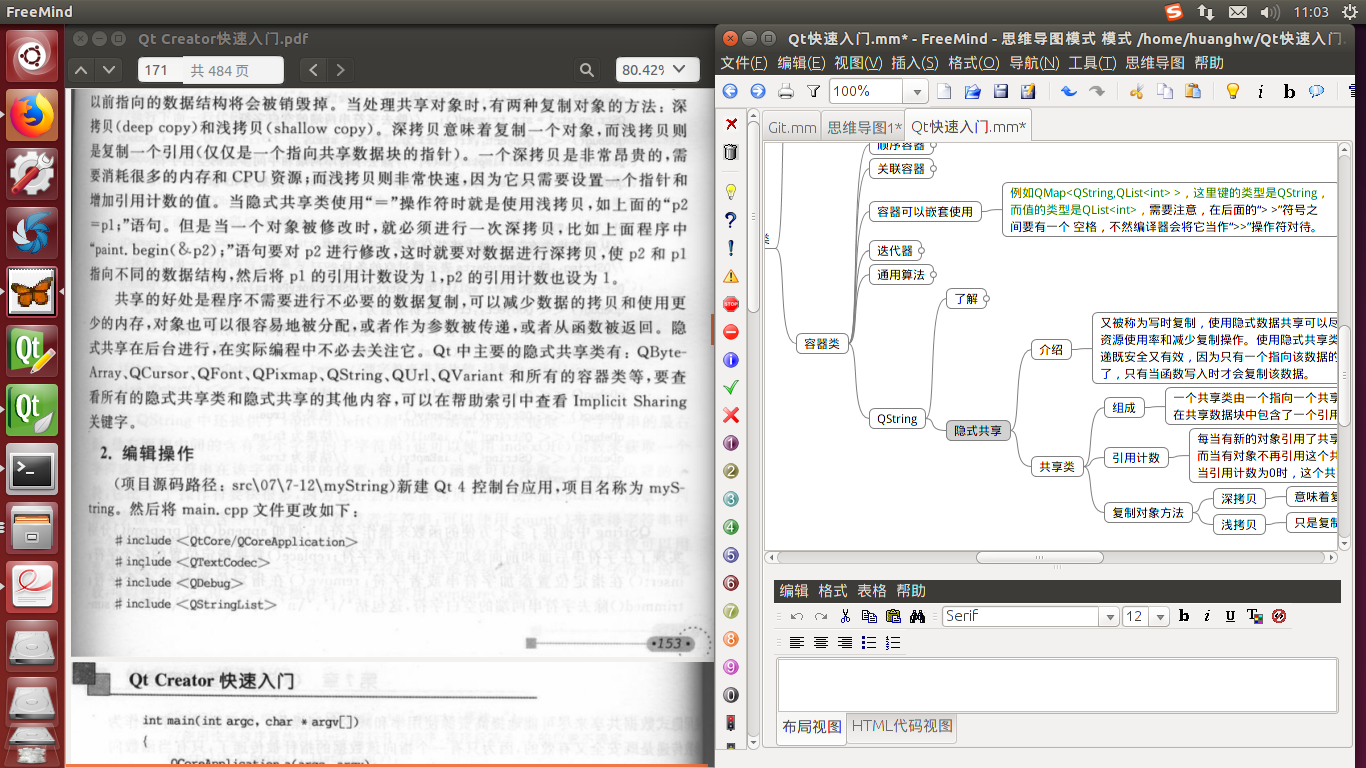 FreeMind
11:03
Qt Creator快速入门.pdf
171
共 484 页
80.42%
以前指向的数据结构将会被销毁掉。当处理共享对象时,有两种复制对象的方法：深
拷贝(deep copy)和浅拷贝(shallow copy)。深拷贝意味着复制一个对象,而浅拷贝则
是复制一个引用(仅仅是一个指向共享数据块的指针)。一个深拷贝是非常昂贵的,需
要消耗很多的内存和 CPU 资源;而浅拷贝则非常快速,因为它只需要设置一个指针和
增加引用计数的值。当隐式共享类使用“=”操作符时就是使用浅拷贝,如上面的“p2
=p1;”语句。但是当一个对象被修改时,就必须进行一次深拷贝,比如上面程序中
“paint. begin(&p2);”语句要对 p2 进行修改,这时就要对数据进行深拷贝,使 p2 和 p1
指向不同的数据结构,然后将 p1 的引用计数设为 1,p2 的引用计数也设为 1。
共享的好处是程序不需要进行不必要的数据复制,可以减少数据的拷贝和使用更
少的内存,对象也可以很容易地被分配,或者作为参数被传递,或者从函数被返回。隐
式共享在后台进行,在实际编程中不必去关注它。Qt 中主要的隐式共享类有：QByte-
Array、QCursor、QFont、QPixmap、QString、QUrl、QVariant 和所有的容器类等,要查
看所有的隐式共享类和隐式共享的其他内容,可以在帮助索引中查看 Implicit Sharing
关键字。
2. 编辑操作
(项目源码路径：src\07\7-12\myString)新建 Qt 4 控制台应用,项目名称为 myS-
tring。然后将 main. cpp 文件更改如下：
# include <QtCore/QCoreApplication>
# include <QTextCodec>
# include <QDebug>
# include <QStringList>
·153·
Qt Creator 快速入门
int main(int argc, char * argv[])
{
QCoreApplication a(argc, argv)
Qt快速入门.mm* - FreeMind - 思维导图模式 模式 /home/huanghw/Qt快速入门.
文件(F) 编辑(E) 视图(V) 插入(S) 格式(O) 导航(N) 工具(T) 思维导图 帮助
100%
Git.mm
思维导图1*
Qt快速入门.mm*
顺序容器
关联容器
容器可以嵌套使用
例如QMap<QString,QList<int> >，这里键的类型是QString，
而值的类型是QList<int>，需要注意，在后面的“> >”符号之
间要有一个 空格，不然编译器会将它当作“>>”操作符对待。
迭代器
通用算法
了解
容器类
又被称为写时复制，使用隐式数据共享可以尽
资源使用率和减少复制操作。使用隐式共享类
递既安全又有效，因为只有一个指向该数据的
了，只有当函数写入时才会复制该数据。
介绍
组成
一个共享类由一个指向一个共享
在共享数据块中包含了一个引用
QString
隐式共享
共享类
引用计数
每当有新的对象引用了共享
而当有对象不再引用这个共
当引用计数为0时，这个共
复制对象方法
深拷贝
意味着复
浅拷贝
只是复制
编辑 格式 表格 帮助
Serif
12
布局视图
HTML代码视图